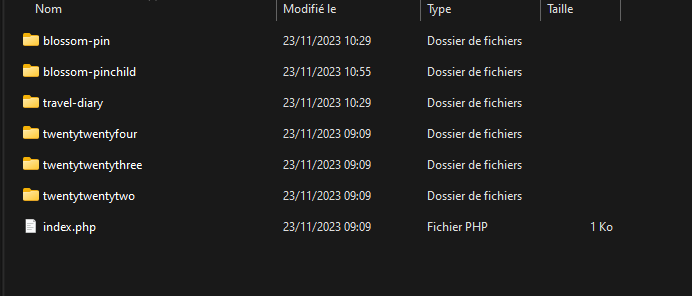 Nom Modifié le Type Taille
blossom-pin 23/11/2023 10:29 Dossier de fichiers
blossom-pinchild 23/11/2023 10:55 Dossier de fichiers
travel-diary 23/11/2023 10:29 Dossier de fichiers
twentytwentyfour 23/11/2023 09:09 Dossier de fichiers
twentytwentythree 23/11/2023 09:09 Dossier de fichiers
twentytwentytwo 23/11/2023 09:09 Dossier de fichiers
index.php 23/11/2023 09:09 Fichier PHP 1 Ko